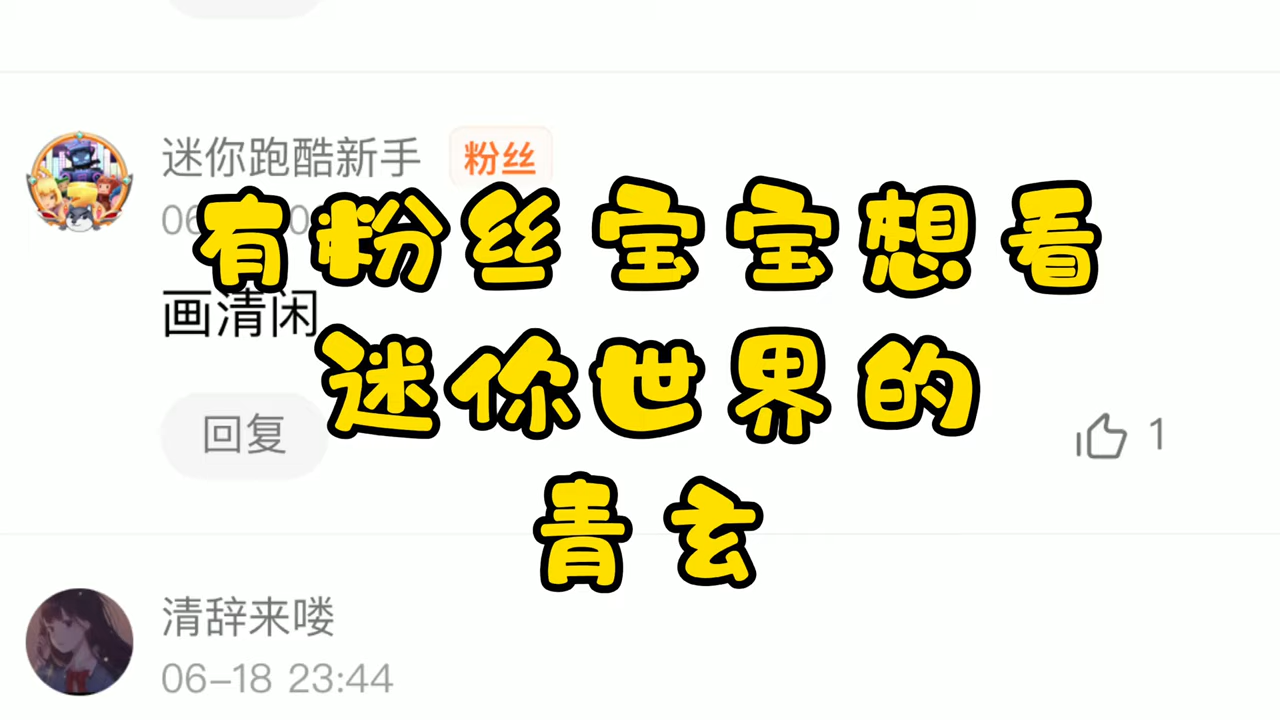 迷你跑酷新手 粉丝
有粉丝宝宝想看
画清闲
迷你世界的
回复
1
青玄
清辞来喽
06-18 23:44